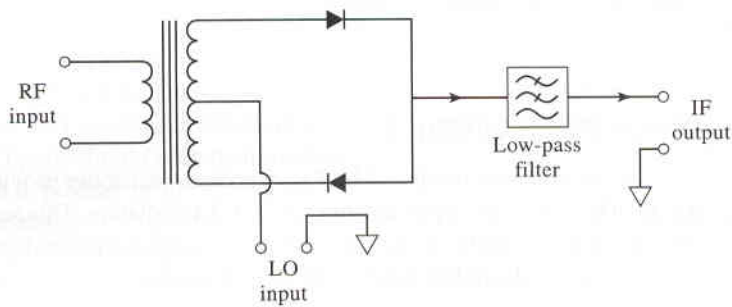 RF
input
Low-pass
filter
IF
output
LO
input